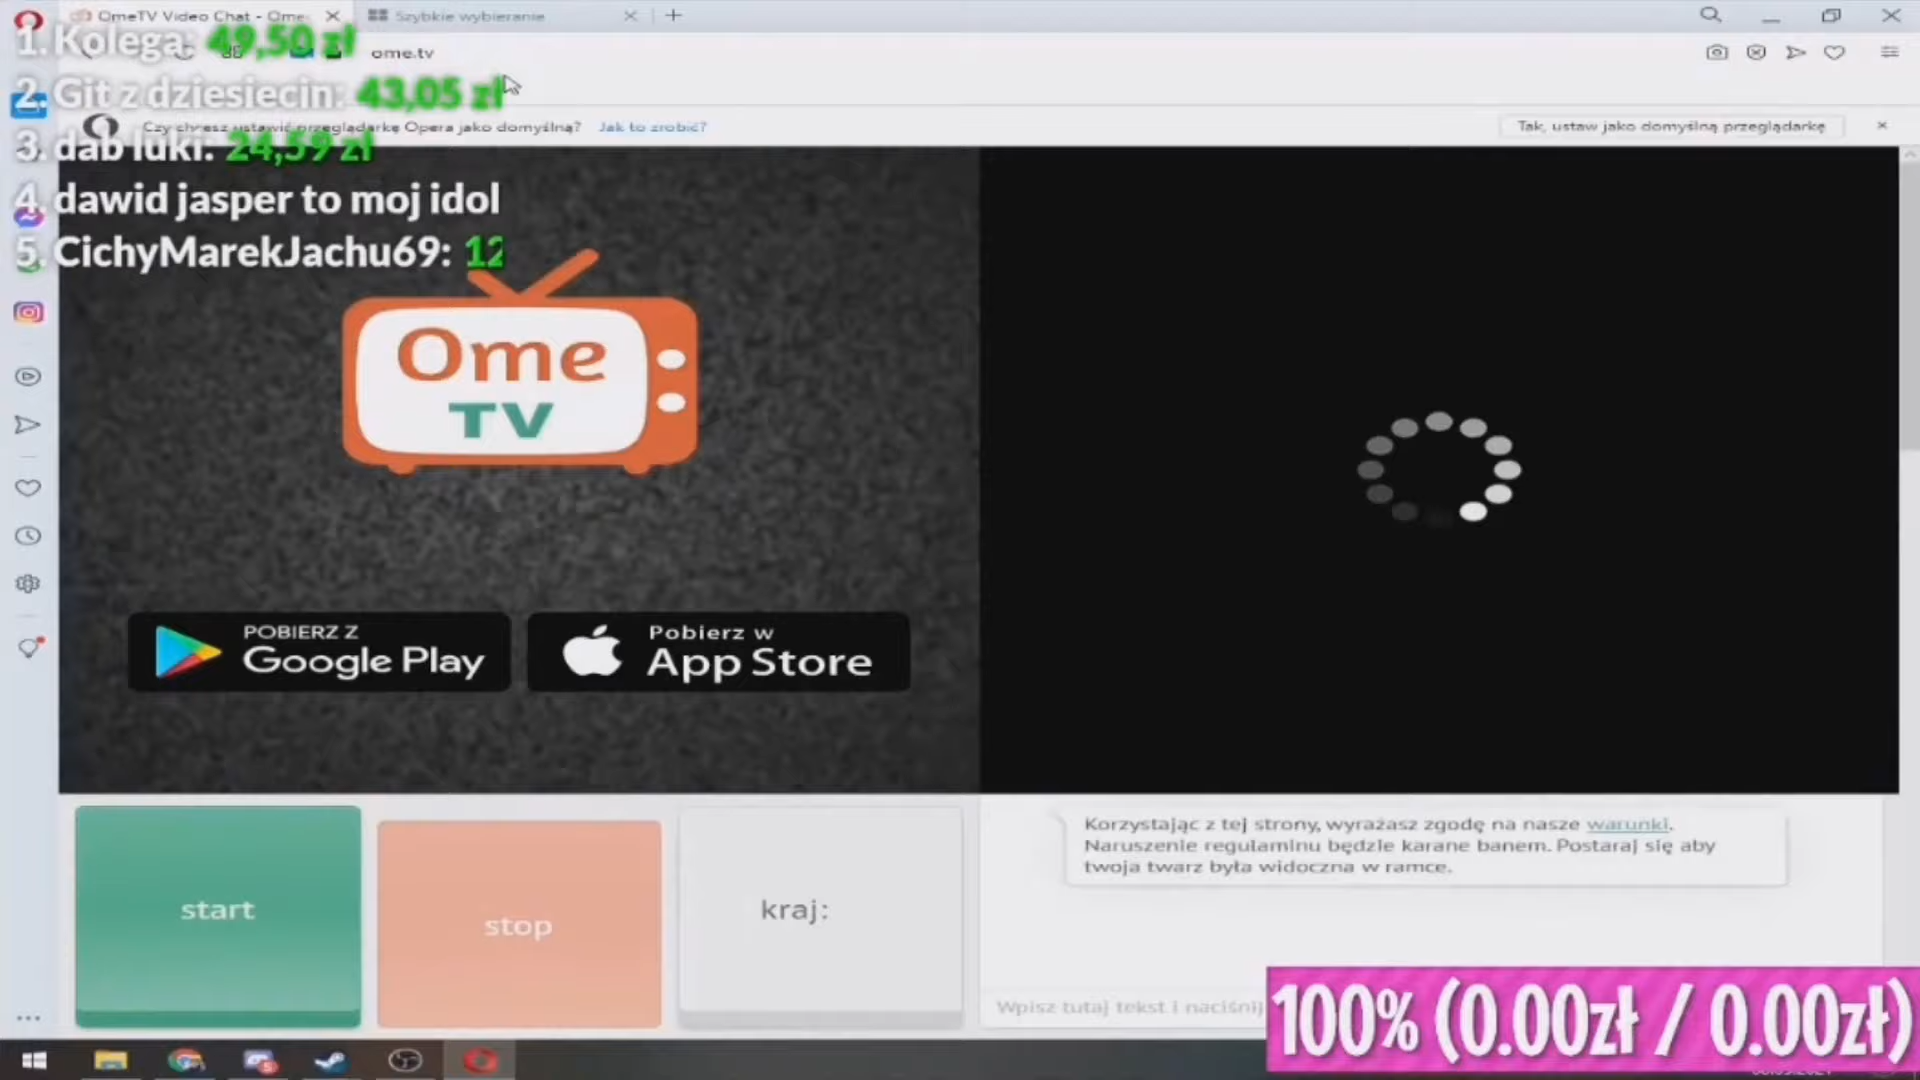 OmeTV Video Chat - Ome
Szybkie wybieranie
1. Kolega: 49,50 zł
ome.tv
2. Git z dziesiecin: 43,05 zł
Czy chcesz ustawić przeglądarkę Opera jako domyślną? Jak to zrobić?
Tak, ustaw jako domyślną przeglądarkę
3. dab luki: 24,59 zł
4. dawid jasper to moj idol
5. CichyMarekJachu69: 12
Ome
TV
POBIERZ Z
Google Play
Pobierz w
App Store
start
stop
kraj:
Korzystając z tej strony, wyrażasz zgodę na nasze warunki.
Naruszenie regulaminu będzie karane banem. Postaraj się aby
twoja twarz była widoczna w ramce.
Wpisz tutaj tekst i naciśnij
100% (0.00zł / 0.00zł)